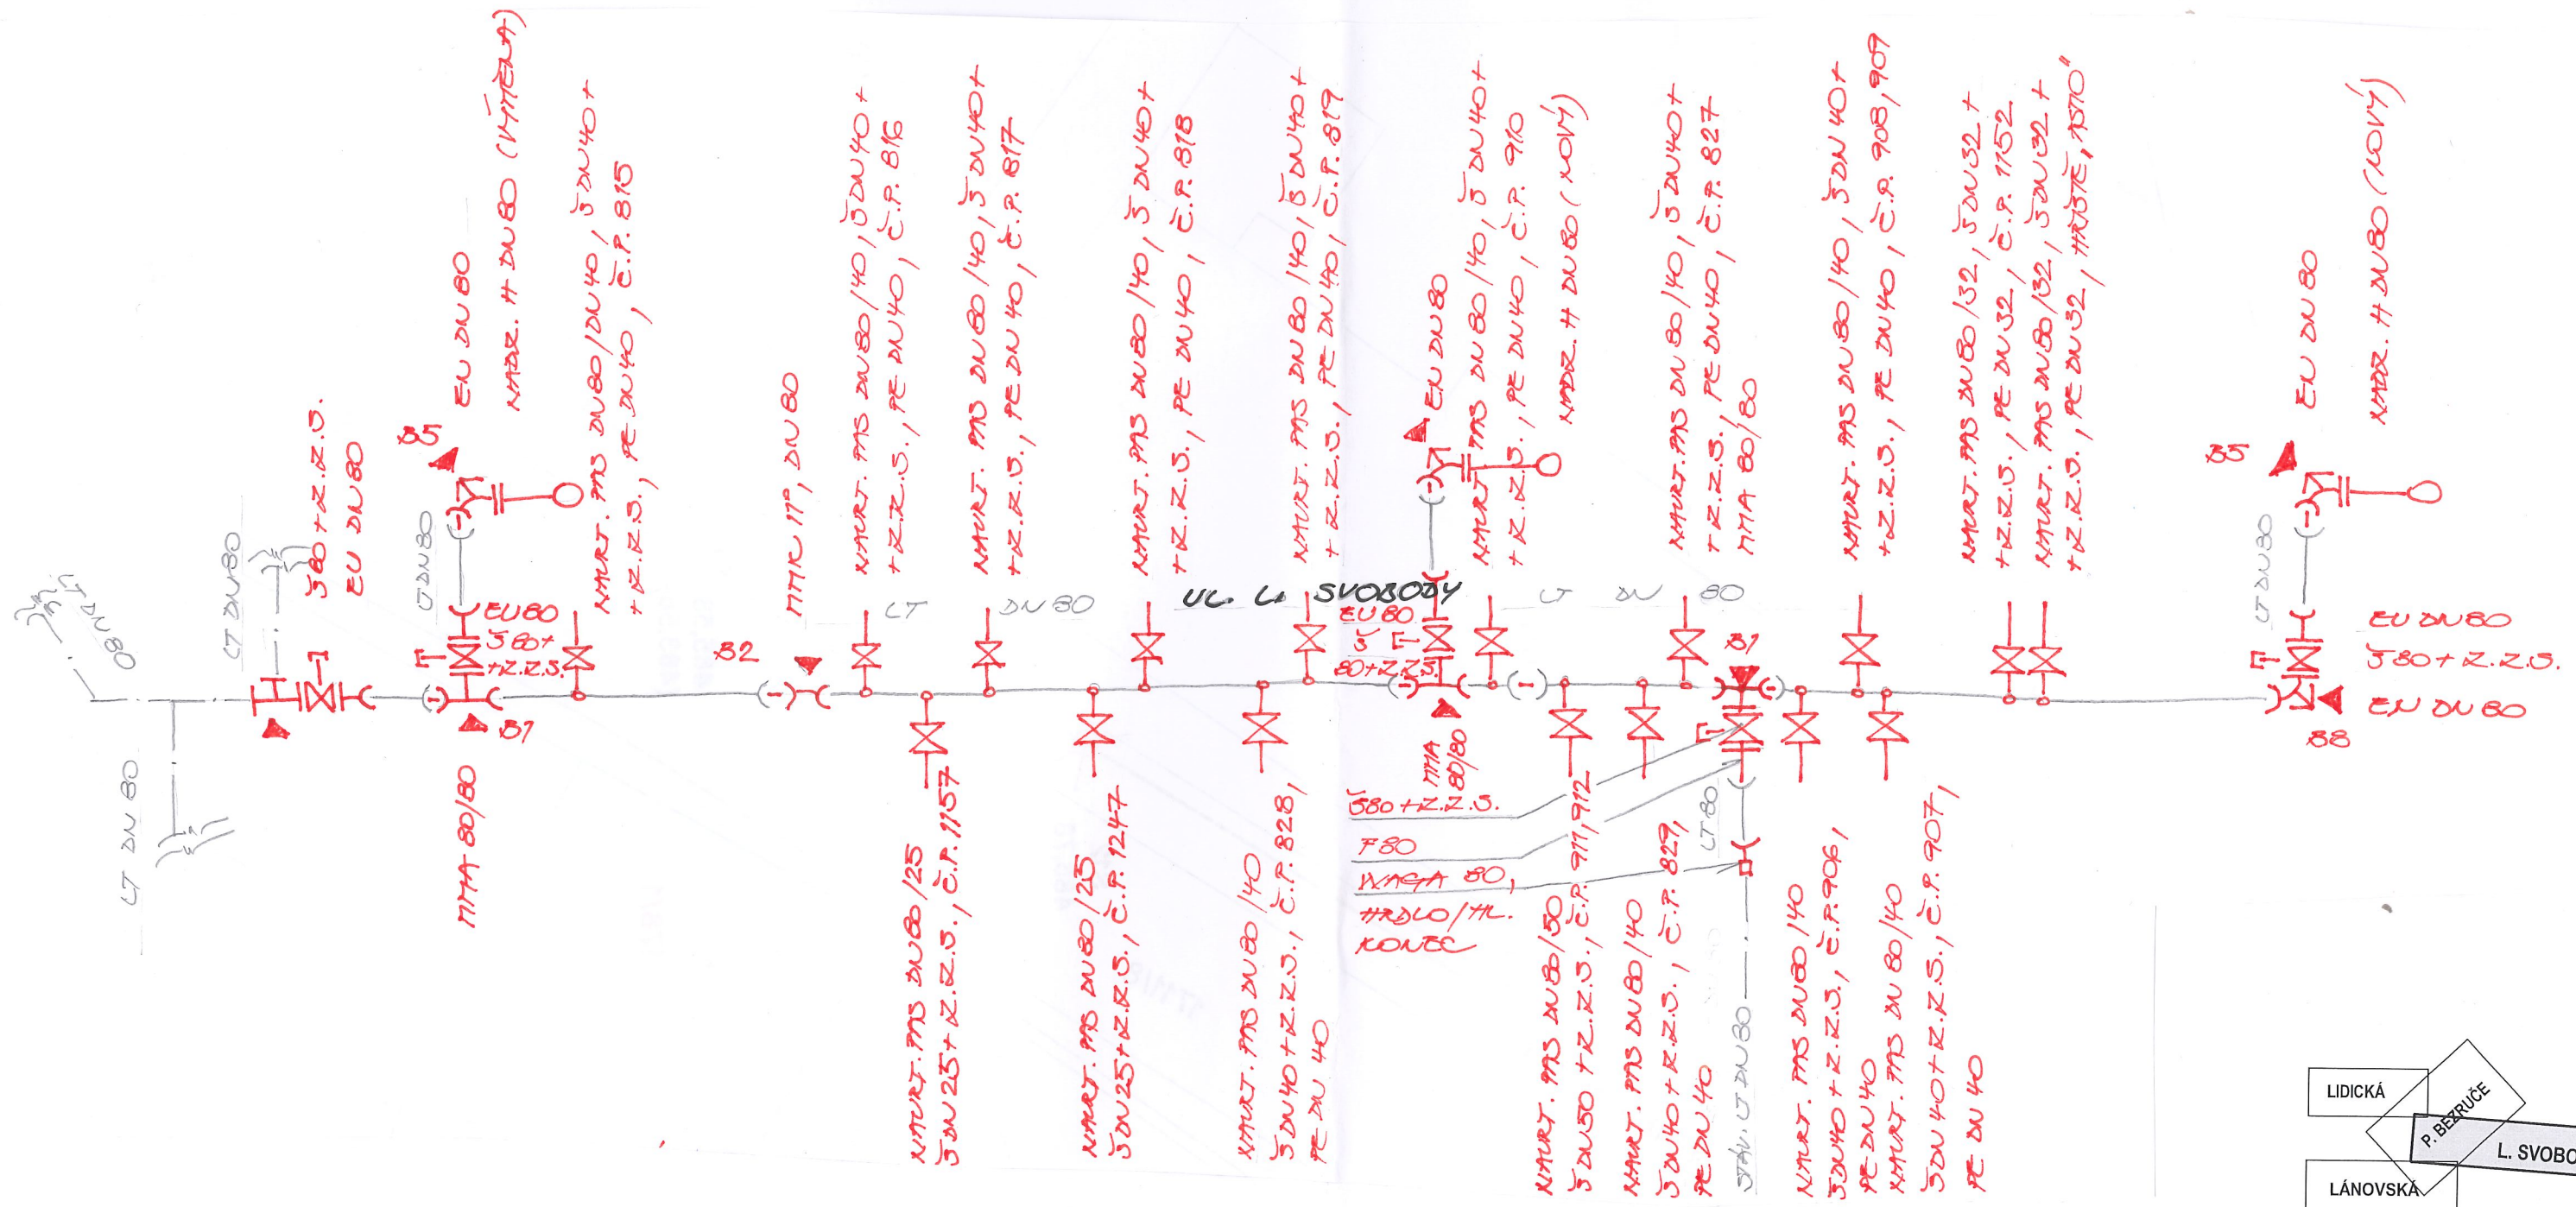 LT DN 80
LT DN 80
LT DN 80
Š80+Z.Z.S.
EU DN 80
B5
EN DN 80
NADZ. H DN 80 (VÝMĚNA)
LT DN 80
EU 80
Š 80+
+Z.Z.S.
B1
MMA 80/80
NAVRT. PAS DN 80/DN 40, Š DN 40+
+Z.Z.S., PE DN 40, Č.P. 815
B2
MMK 11°, DN 80
NAVRT. PAS DN 80/40, Š DN 40+
+Z.Z.S., PE DN 40, Č.P. 816
LT DN 80
NAVRT. PAS DN 80/40, Š DN 40+
+Z.Z.S., PE DN 40, Č.P. 817
NAVRT. PAS DN 80/40, Š DN 40+
+Z.Z.S., PE DN 40, Č.P. 818
UL. L. SVOBODY
NAVRT. PAS DN 80/40, Š DN 40+
+Z.Z.S., PE DN 40, Č.P. 819
EU 80
Š
80+Z.Z.S.
EN DN 80
NAVRT. PAS DN 80/40, Š DN 40+
+Z.Z.S., PE DN 40, Č.P. 910
NADZ. H DN 80 (NOVÝ)
MMA
80/80
LT DN 80
NAVRT. PAS DN 80/40, Š DN 40+
+Z.Z.S., PE DN 40, Č.P. 827
MMA 80/80
B1
NAVRT. PAS DN 80/40, Š DN 40+
+Z.Z.S., PE DN 40, Č.P. 908, 909
NAVRT. PAS DN 80/32, Š DN 32+
+Z.Z.S., PE DN 32, Č.P. 1152
NAVRT. PAS DN 80/32, Š DN 32+
+Z.Z.S., PE DN 32, HŘIŠTĚ,
B5
EN DN 80
NADZ. H DN 80 (NOVÝ)
LT DN 80
EU DN 80
Š 80+Z.Z.S.
EN DN 80
B8
NAVRT. PAS DN 80/25
Š DN 25+Z.Z.S., Č.P. 1157
NAVRT. PAS DN 80/25
Š DN 25+Z.Z.S., Č.P. 1247
NAVRT. PAS DN 80/40
Š DN 40+Z.Z.S., Č.P. 828,
PE DN 40
Š80+Z.Z.S.
F 80
WAGA 80,
HRDLO/HL.
KONEC
NAVRT. PAS DN 80/50
Š DN 50+Z.Z.S., Č.P. 911, 912
NAVRT. PAS DN 80/40
Š DN 40+Z.Z.S., Č.P. 829,
PE DN 40
LT 80
STÁV. LT DN 80
NAVRT. PAS DN 80/40
Š DN 40+Z.Z.S., Č.P. 906,
PE DN 40
NAVRT. PAS DN 80/40
Š DN 40+Z.Z.S., Č.P. 907,
PE DN 40
LIDICKÁ
P. BEZRUČE
L. SVOBO
LÁNOVSKÁ